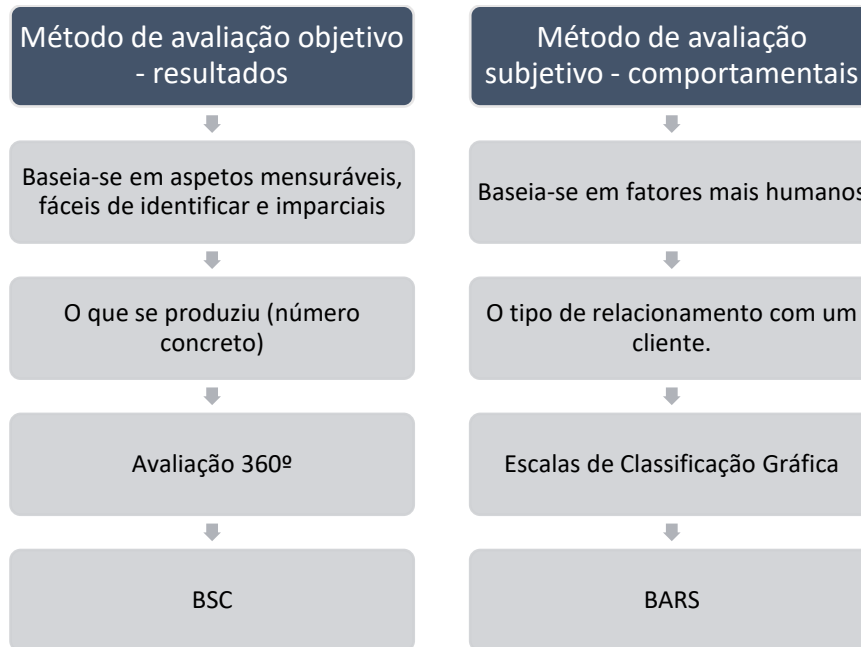 Método de avaliação objetivo
- resultados
Baseia-se em aspetos mensuráveis,
fáceis de identificar e imparciais
O que se produziu (número
concreto)
Avaliação 360º
BSC
Método de avaliação
subjetivo - comportamentais
Baseia-se em fatores mais humanos
O tipo de relacionamento com um
cliente.
Escalas de Classificação Gráfica
BARS